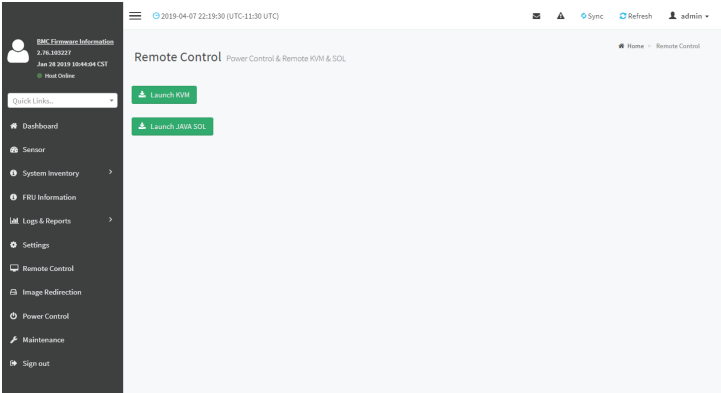 2019-04-07 22:19:30 (UTC-11:30 UTC)
Sync
Refresh
admin
BMC Firmware Information
2.76.103227
Jan 28 2019 10:44:04 CST
Host Online
Quick Links..
Dashboard
Sensor
System Inventory
FRU Information
Logs & Reports
Settings
Remote Control
Image Redirection
Power Control
Maintenance
Sign out
Remote Control Power Control & Remote KVM & SOL
Home > Remote Control
Launch KVM
Launch JAVA SOL